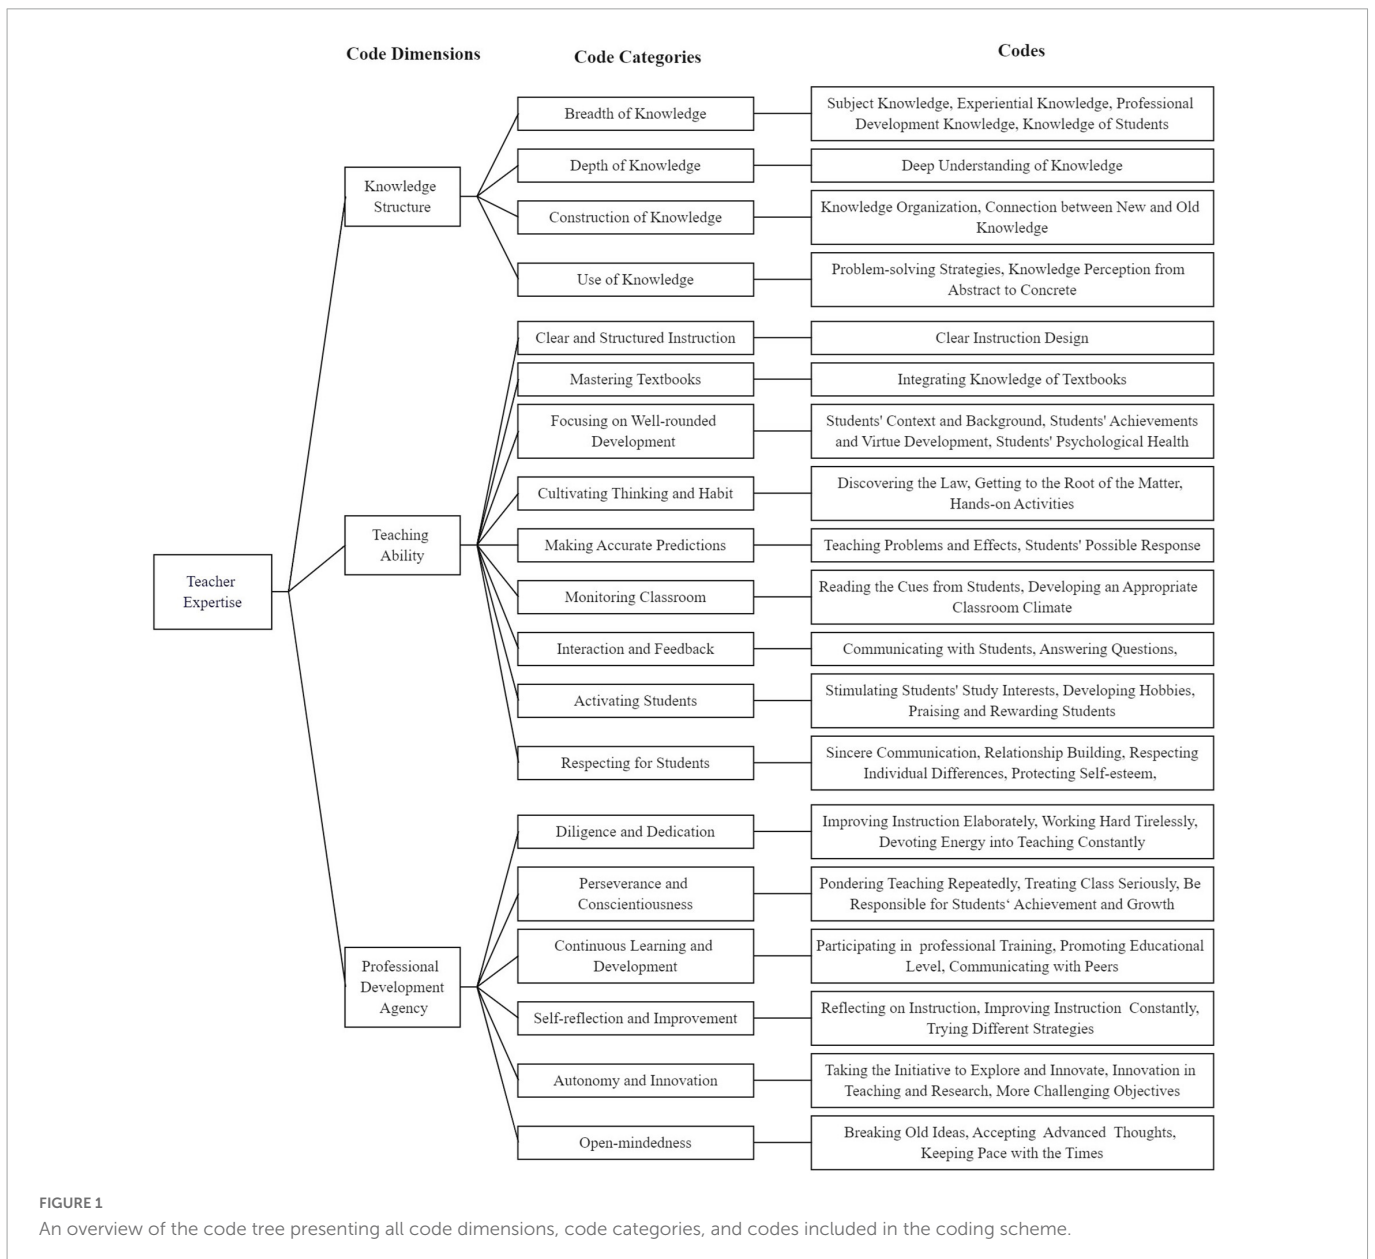 Code Dimensions
Code Categories
Codes
Teacher
Expertise
Knowledge
Structure
Breadth of Knowledge
Subject Knowledge, Experiential Knowledge, Professional
Development Knowledge, Knowledge of Students
Depth of Knowledge
Deep Understanding of Knowledge
Construction of Knowledge
Knowledge Organization, Connection between New and Old
Knowledge
Use of Knowledge
Problem-solving Strategies, Knowledge Perception from
Abstract to Concrete
Teaching
Ability
Clear and Structured Instruction
Clear Instruction Design
Mastering Textbooks
Integrating Knowledge of Textbooks
Focusing on Well-rounded
Development
Students' Context and Background, Students' Achievements
and Virtue Development, Students' Psychological Health
Cultivating Thinking and Habit
Discovering the Law, Getting to the Root of the Matter,
Hands-on Activities
Making Accurate Predictions
Teaching Problems and Effects, Students' Possible Response
Monitoring Classroom
Reading the Cues from Students, Developing an Appropriate
Classroom Climate
Interaction and Feedback
Communicating with Students, Answering Questions,
Activating Students
Stimulating Students' Study Interests, Developing Hobbies,
Praising and Rewarding Students
Respecting for Students
Sincere Communication, Relationship Building, Respecting
Individual Differences, Protecting Self-esteem,
Professional
Development
Agency
Diligence and Dedication
Improving Instruction Elaborately, Working Hard Tirelessly,
Devoting Energy into Teaching Constantly
Perseverance and
Conscientiousness
Pondering Teaching Repeatedly, Treating Class Seriously, Be
Responsible for Students‘ Achievement and Growth
Continuous Learning and
Development
Participating in professional Training, Promoting Educational
Level, Communicating with Peers
Self-reflection and Improvement
Reflecting on Instruction, Improving Instruction Constantly,
Trying Different Strategies
Autonomy and Innovation
Taking the Initiative to Explore and Innovate, Innovation in
Teaching and Research, More Challenging Objectives
Open-mindedness
Breaking Old Ideas, Accepting Advanced Thoughts,
Keeping Pace with the Times
FIGURE 1
An overview of the code tree presenting all code dimensions, code categories, and codes included in the coding scheme.